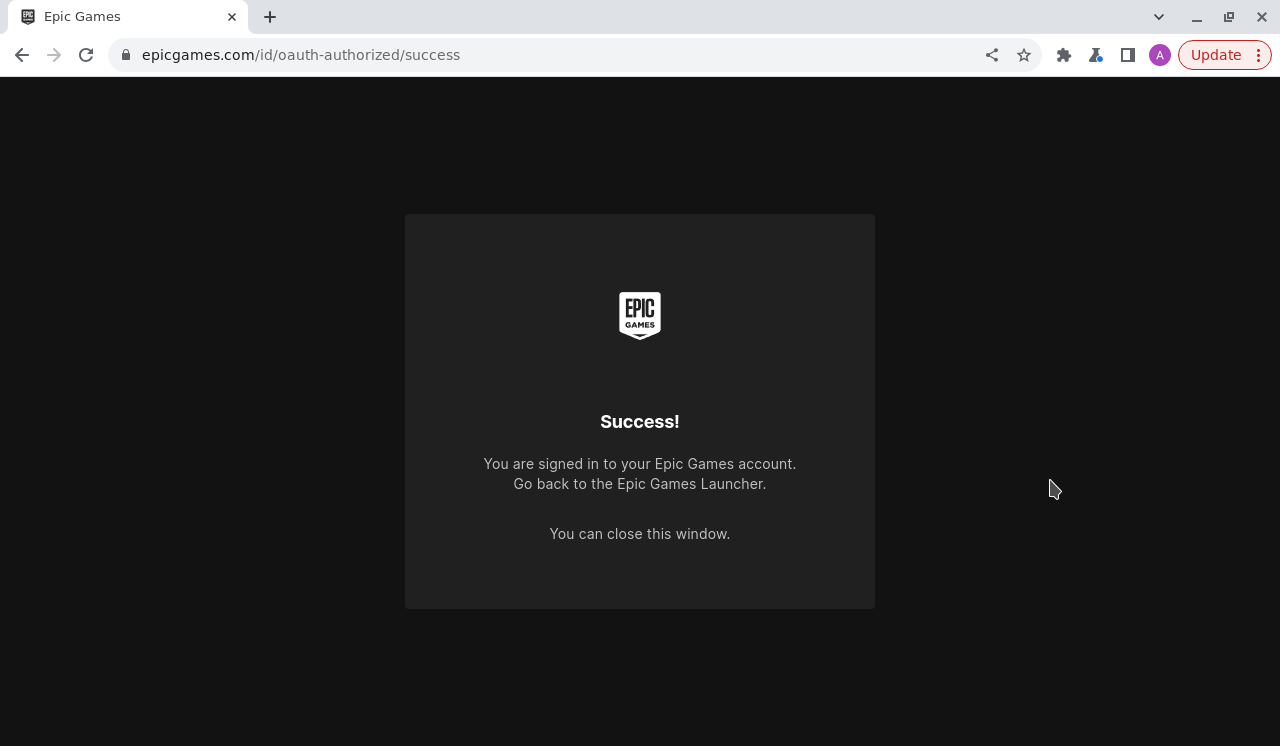 Epic Games
epicgames.com/id/oauth-authorized/success
A
Update
EPIC
GAMES
Success!
You are signed in to your Epic Games account.
Go back to the Epic Games Launcher.
You can close this window.